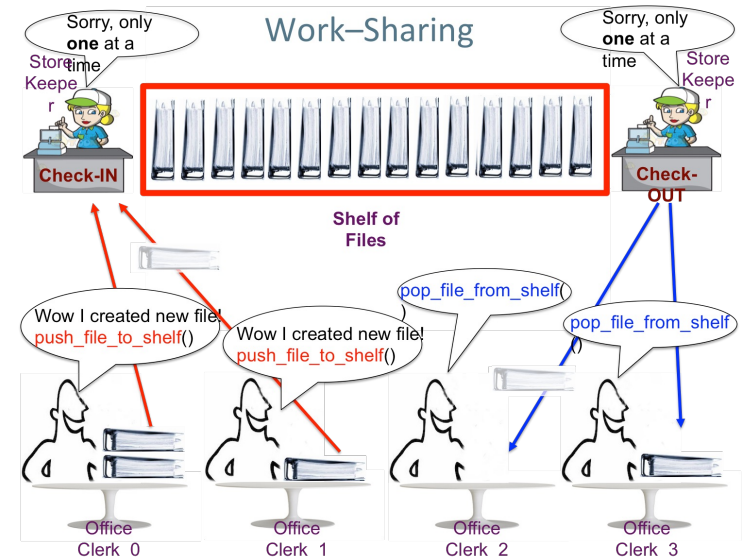 Work–Sharing
Sorry, only
one at a
time
Store
Keepe
r
Check-IN
Sorry, only
one at a
time
Store
Keepe
r
Check-
OUT
Shelf of
Files
Wow I created new file!
push_file_to_shelf()
Wow I created new file!
push_file_to_shelf()
pop_file_from_shelf(
)
pop_file_from_shelf
()
Office
Clerk 0
Office
Clerk 1
Office
Clerk 2
Office
Clerk 3